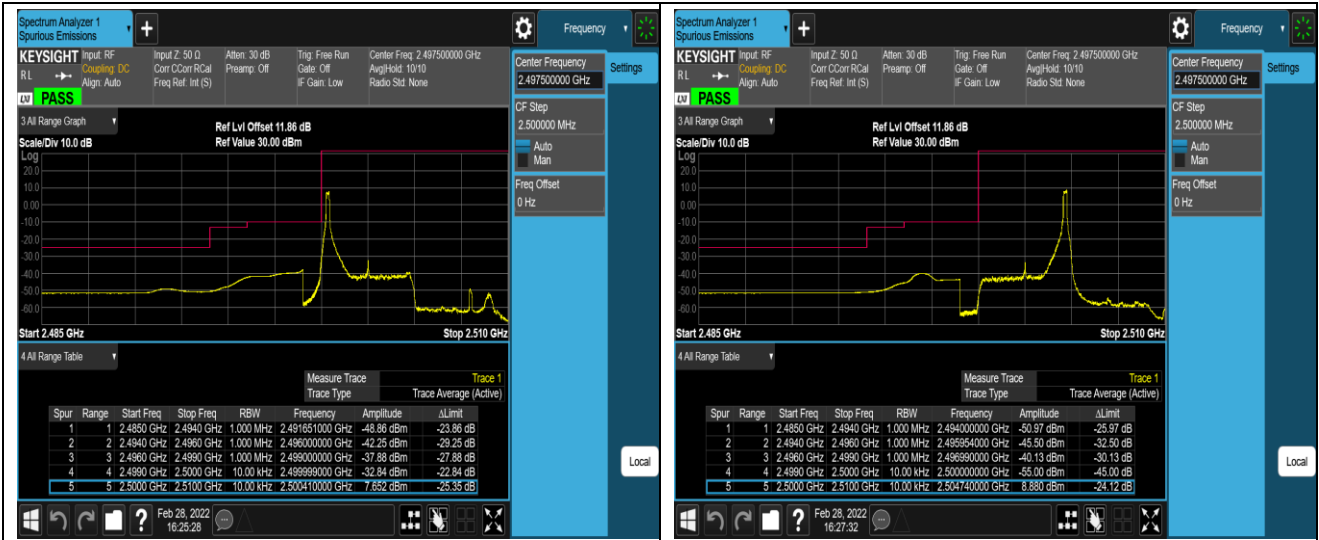 Spectrum Analyzer 1
Spurious Emissions
+
Frequency
KEYSIGHT Input: RF Input Z: 50 Ω Atten: 30 dB Trig: Free Run Center Freq: 2.497500000 GHz
Coupling: DC Corr CCorr RCal Preamp: Off Gate: Off Avg|Hold: 10/10
RL Align: Auto Freq Ref: Int (S) IF Gain: Low Radio Std: None
LXI PASS
Center Frequency
2.497500000 GHz
Settings
CF Step
2.500000 MHz
Auto
Man
Freq Offset
0 Hz
3 All Range Graph
Ref Lvl Offset 11.86 dB
Scale/Div 10.0 dB Ref Value 30.00 dBm
Log
20.0
10.0
0.00
-10.0
-20.0
-30.0
-40.0
-50.0
-60.0
Start 2.485 GHz Stop 2.510 GHz
4 All Range Table
Measure Trace Trace 1
Trace Type Trace Average (Active)
Spur Range Start Freq Stop Freq RBW Frequency Amplitude ΔLimit
1 1 2.4850 GHz 2.4940 GHz 1.000 MHz 2.491651000 GHz -48.86 dBm -23.86 dB
2 2 2.4940 GHz 2.4960 GHz 1.000 MHz 2.496000000 GHz -42.25 dBm -29.25 dB
3 3 2.4960 GHz 2.4990 GHz 1.000 MHz 2.499000000 GHz -37.88 dBm -27.88 dB
4 4 2.4990 GHz 2.5000 GHz 10.00 kHz 2.499999000 GHz -32.84 dBm -22.84 dB
5 5 2.5000 GHz 2.5100 GHz 10.00 kHz 2.500410000 GHz 7.652 dBm -25.35 dB
Local
?
Feb 28, 2022
16:25:28
Spectrum Analyzer 1
Spurious Emissions
+
Frequency
KEYSIGHT Input: RF Input Z: 50 Ω Atten: 30 dB Trig: Free Run Center Freq: 2.497500000 GHz
Coupling: DC Corr CCorr RCal Preamp: Off Gate: Off Avg|Hold: 10/10
RL Align: Auto Freq Ref: Int (S) IF Gain: Low Radio Std: None
LXI PASS
Center Frequency
2.497500000 GHz
Settings
CF Step
2.500000 MHz
Auto
Man
Freq Offset
0 Hz
3 All Range Graph
Ref Lvl Offset 11.86 dB
Scale/Div 10.0 dB Ref Value 30.00 dBm
Log
20.0
10.0
0.00
-10.0
-20.0
-30.0
-40.0
-50.0
-60.0
Start 2.485 GHz Stop 2.510 GHz
4 All Range Table
Measure Trace Trace 1
Trace Type Trace Average (Active)
Spur Range Start Freq Stop Freq RBW Frequency Amplitude ΔLimit
1 1 2.4850 GHz 2.4940 GHz 1.000 MHz 2.494000000 GHz -50.97 dBm -25.97 dB
2 2 2.4940 GHz 2.4960 GHz 1.000 MHz 2.495954000 GHz -45.50 dBm -32.50 dB
3 3 2.4960 GHz 2.4990 GHz 1.000 MHz 2.496990000 GHz -40.13 dBm -30.13 dB
4 4 2.4990 GHz 2.5000 GHz 10.00 kHz 2.500000000 GHz -55.00 dBm -45.00 dB
5 5 2.5000 GHz 2.5100 GHz 10.00 kHz 2.504740000 GHz 8.880 dBm -24.12 dB
Local
?
Feb 28, 2022
16:27:32